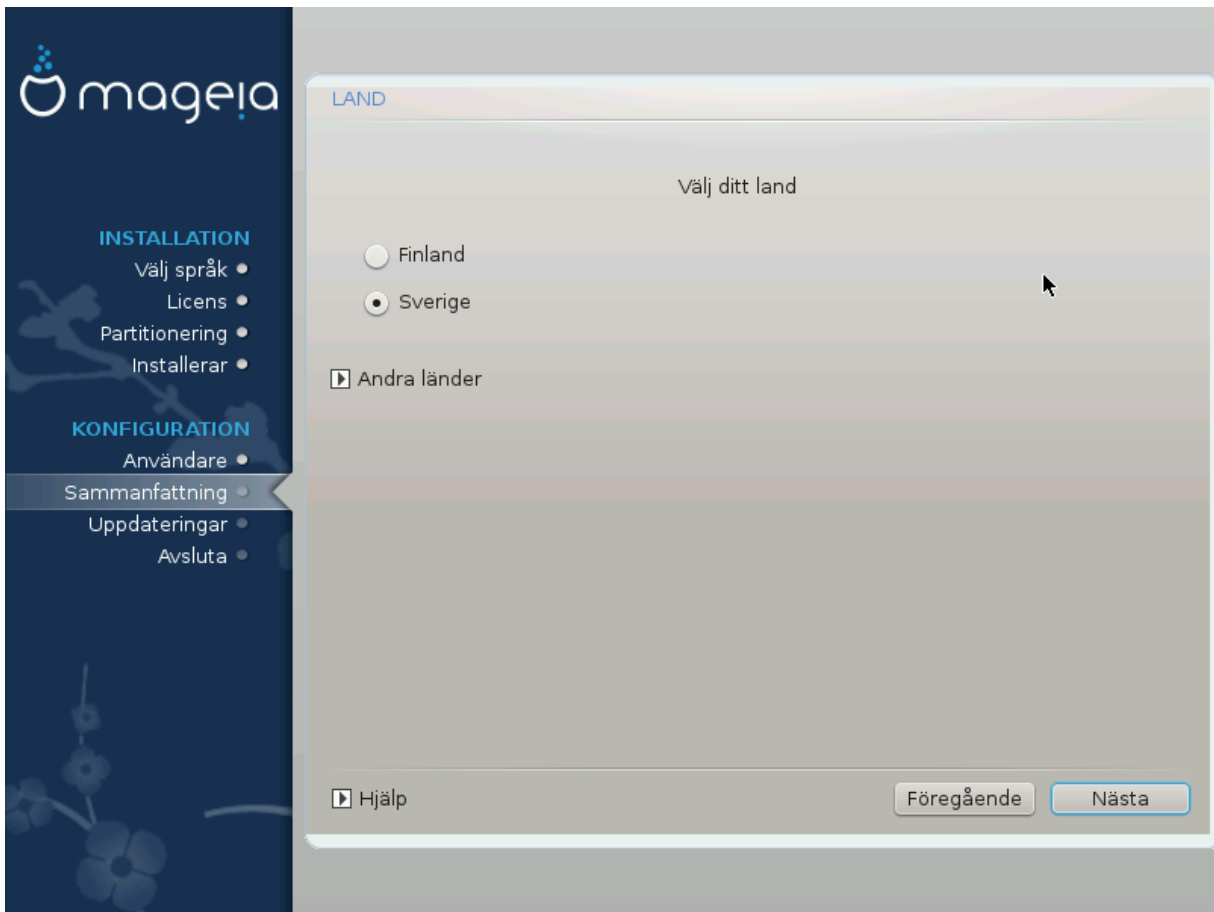 mageia
INSTALLATION
Välj språk
Licens
Partitionering
Installerar
KONFIGURATION
Användare
Sammanfattning
Uppdateringar
Avsluta
LAND
Välj ditt land
Finland
Sverige
Andra länder
Hjälp
Föregående
Nästa